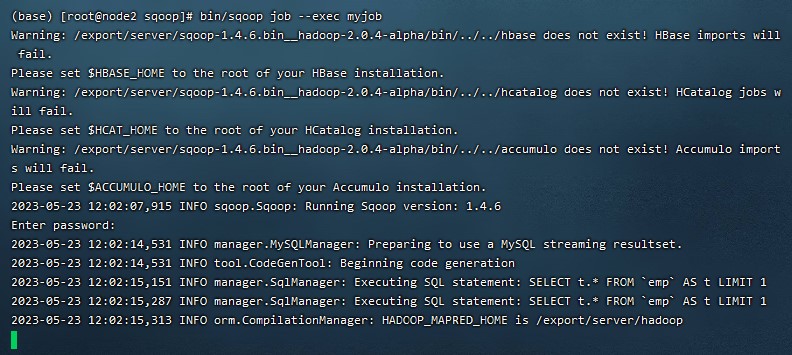 (base) [root@node2 sqoop]# bin/sqoop job --exec myjob
Warning: /export/server/sqoop-1.4.6.bin__hadoop-2.0.4-alpha/bin/../../hbase does not exist! HBase imports will
 fail.
Please set $HBASE_HOME to the root of your HBase installation.
Warning: /export/server/sqoop-1.4.6.bin__hadoop-2.0.4-alpha/bin/../../hcatalog does not exist! HCatalog jobs w
ill fail.
Please set $HCAT_HOME to the root of your HCatalog installation.
Warning: /export/server/sqoop-1.4.6.bin__hadoop-2.0.4-alpha/bin/../../accumulo does not exist! Accumulo import
s will fail.
Please set $ACCUMULO_HOME to the root of your Accumulo installation.
2023-05-23 12:02:07,915 INFO sqoop.Sqoop: Running Sqoop version: 1.4.6
Enter password:
2023-05-23 12:02:14,531 INFO manager.MySQLManager: Preparing to use a MySQL streaming resultset.
2023-05-23 12:02:14,531 INFO tool.CodeGenTool: Beginning code generation
2023-05-23 12:02:15,151 INFO manager.SqlManager: Executing SQL statement: SELECT t.* FROM `emp` AS t LIMIT 1
2023-05-23 12:02:15,287 INFO manager.SqlManager: Executing SQL statement: SELECT t.* FROM `emp` AS t LIMIT 1
2023-05-23 12:02:15,313 INFO orm.CompilationManager: HADOOP_MAPRED_HOME is /export/server/hadoop